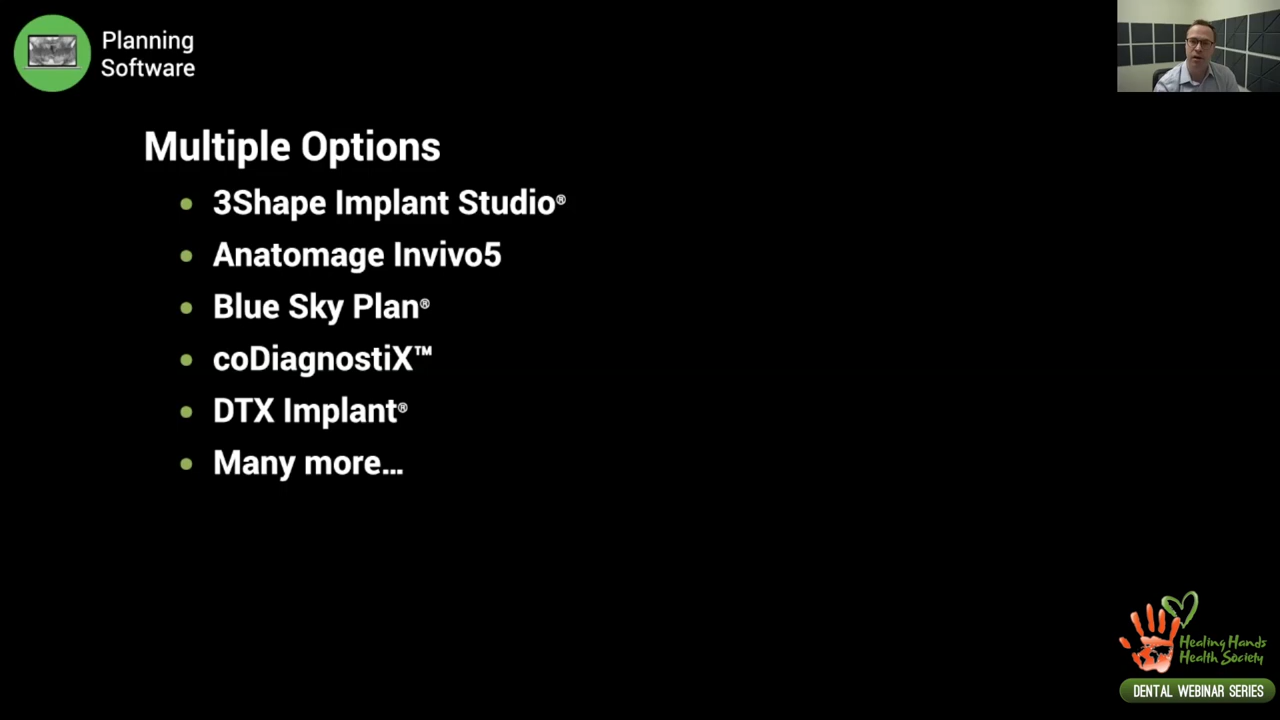 Planning
Software
Multiple Options
• 3Shape Implant Studio®
• Anatomage Invivo5
• Blue Sky Plan®
• coDiagnostiX™
• DTX Implant®
• Many more...
Healing Hands
Health Society
DENTAL WEBINAR SERIES